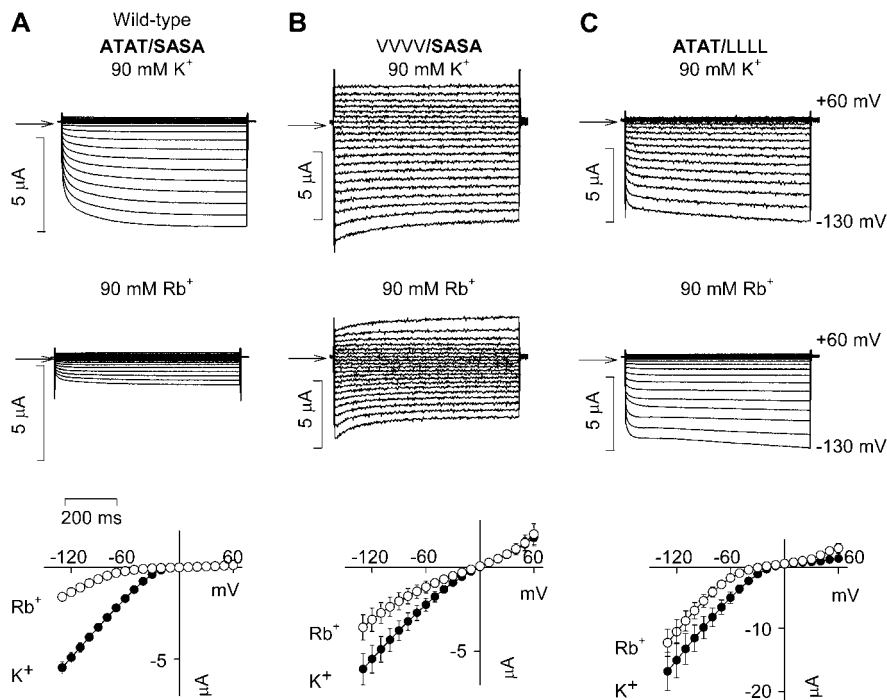 A
Wild-type
ATAT/SASA
90 mM K+
5 µA
90 mM Rb+
5 µA
200 ms
-120 -60 60
mV
Rb+
K+
-5
µA
B
VVVV/SASA
90 mM K+
5 µA
90 mM Rb+
5 µA
-120 -60 60
mV
Rb+
K+
-5
µA
C
ATAT/LLLL
90 mM K+
+60 mV
5 µA
-130 mV
90 mM Rb+
+60 mV
5 µA
-130 mV
-120 -60 60
mV
Rb+
K+
-10
-20
µA